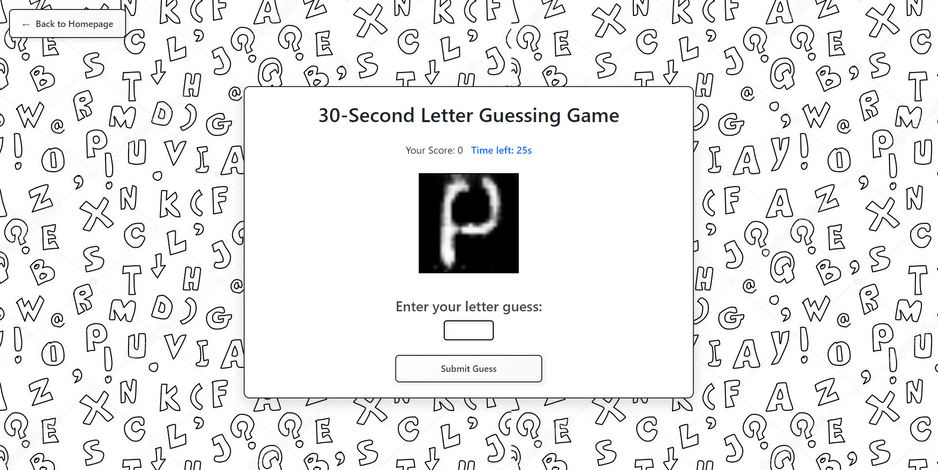 ← Back to Homepage
30-Second Letter Guessing Game
Your Score: 0 Time left: 25s
P
Enter your letter guess:
Submit Guess